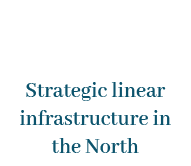 Strategic linear
infrastructure in
the North